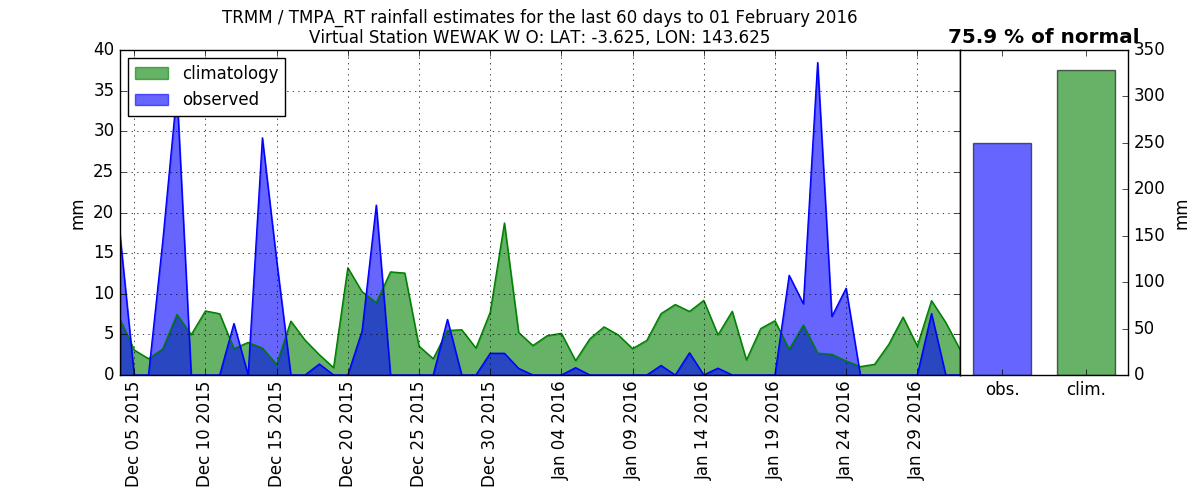 TRMM / TMPA_RT rainfall estimates for the last 60 days to 01 February 2016
Virtual Station WEWAK W O: LAT: -3.625, LON: 143.625
75.9 % of normal
climatology
observed
40
35
30
25
20
15
10
5
0
mm
Dec 05 2015
Dec 10 2015
Dec 15 2015
Dec 20 2015
Dec 25 2015
Dec 30 2015
Jan 04 2016
Jan 09 2016
Jan 14 2016
Jan 19 2016
Jan 24 2016
Jan 29 2016
350
300
250
200
150
100
50
0
mm
obs.
clim.